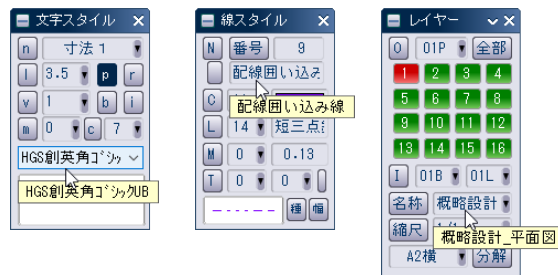 文字スタイル
n 寸法 1
l 3.5 p r
v 1 b i
m 0 c 7
HGS創英角ｺﾞｼｯ
HGS創英角ｺﾞｼｯｸUB
線スタイル
N 番号 9
配線囲い込み
C
配線囲い込み線
L 14 短三点
M 0 0.13
T 0 0
種 幅
レイヤー
O 01P 全部
1 2 3 4
5 6 7 8
9 10 11 12
13 14 15 16
I 01B 01L
名称 概略設計
縮尺
概略設計_平面図
A2横 分解